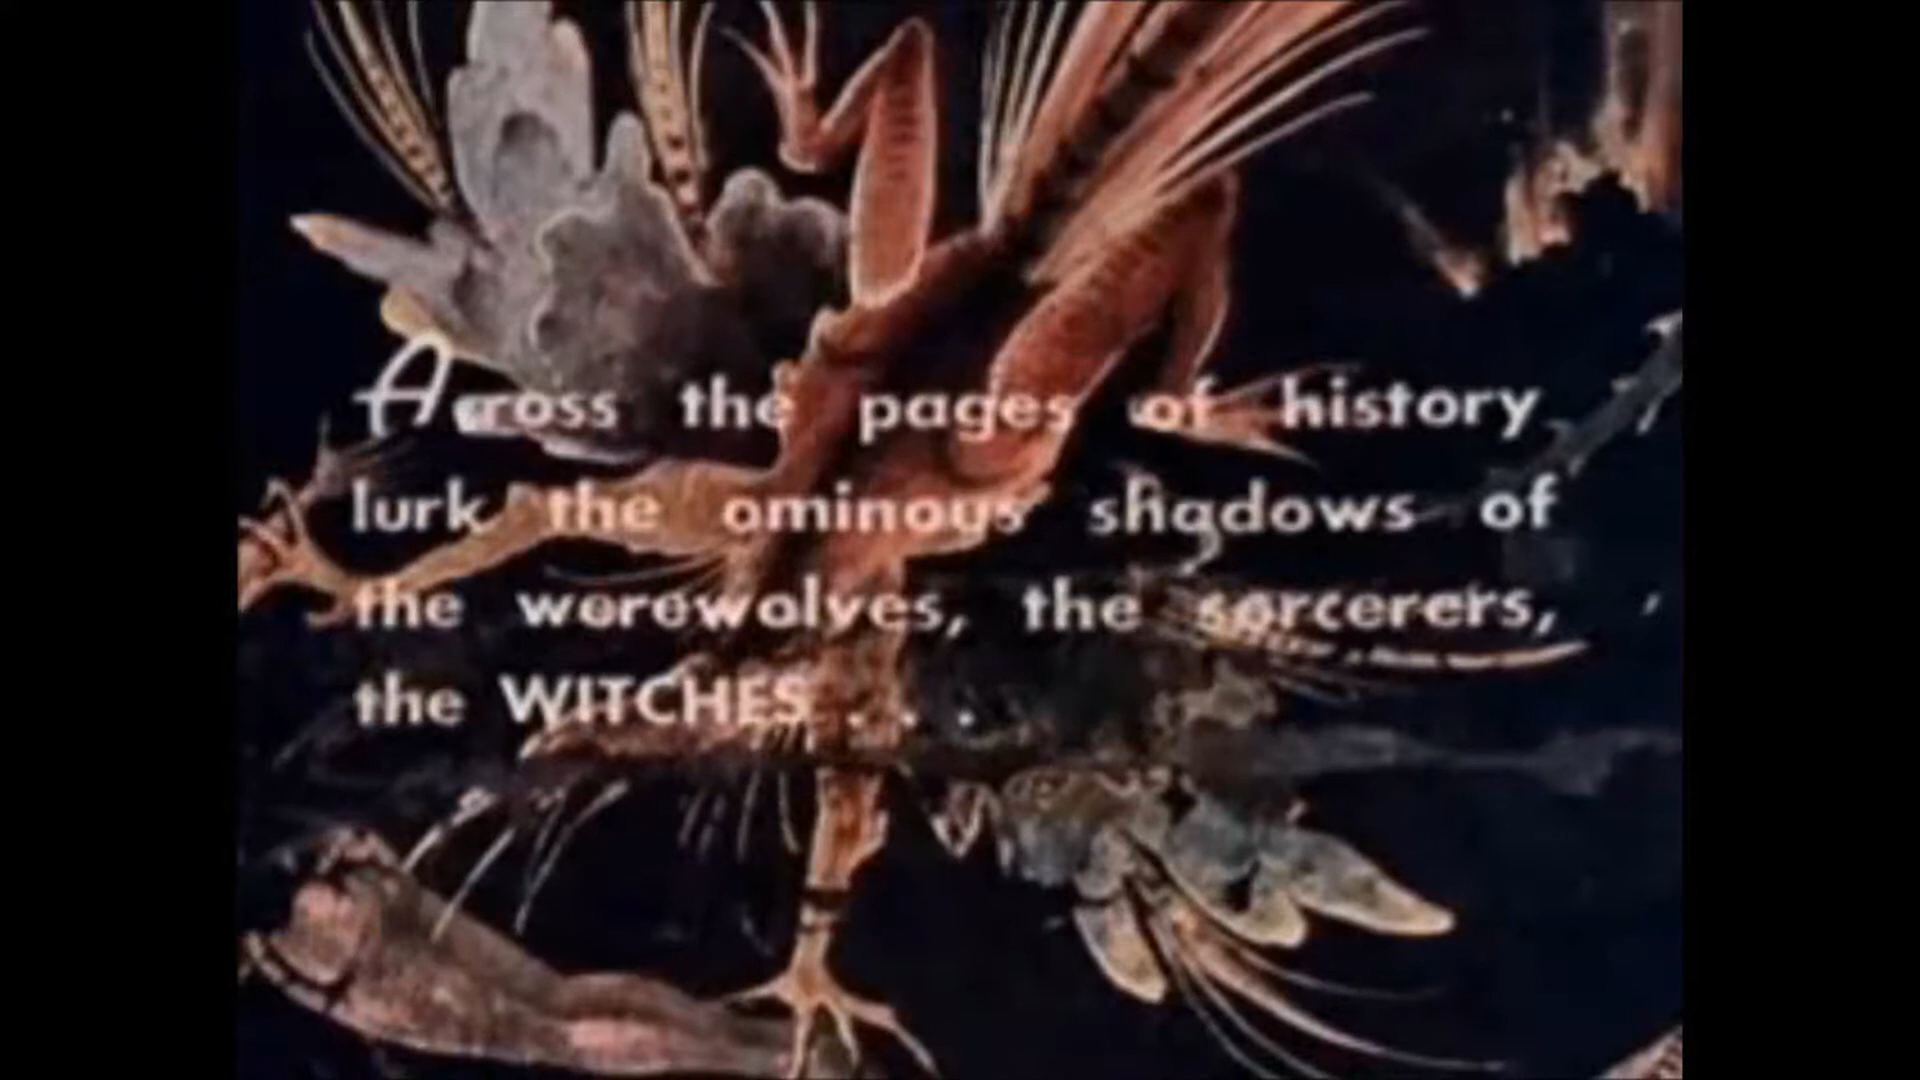 Across the pages of history
lurk the ominous shadows of
the werewolves, the sorcerers,
the WITCHES . . .